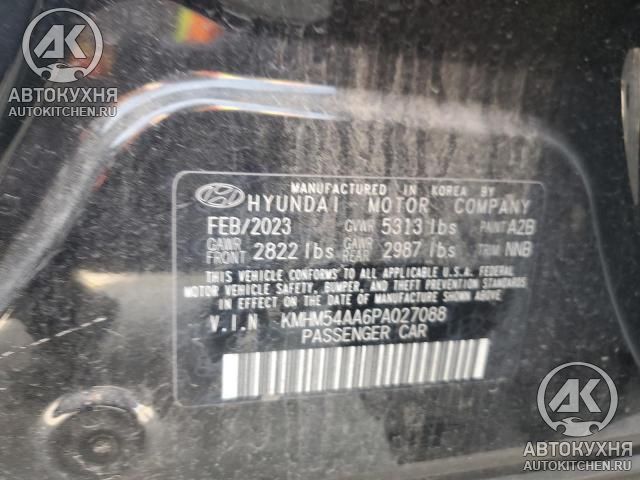 AK
АВТОКУХНЯ
AUTOKITCHEN.RU
MANUFACTURED IN KOREA BY
HYUNDAI MOTOR COMPANY
FEB/2023 GVWR 5313 lbs PAINT A2B
GAWR FRONT 2822 lbs GAWR REAR 2987 lbs TRIM NNB
THIS VEHICLE CONFORMS TO ALL APPLICABLE U.S.A. FEDERAL
MOTOR VEHICLE SAFETY, BUMPER, AND THEFT PREVENTION STANDARDS
IN EFFECT ON THE DATE OF MANUFACTURE SHOWN ABOVE.
V.I.N KMHM54AA6PA027088
PASSENGER CAR
AK
АВТОКУХНЯ
AUTOKITCHEN.RU